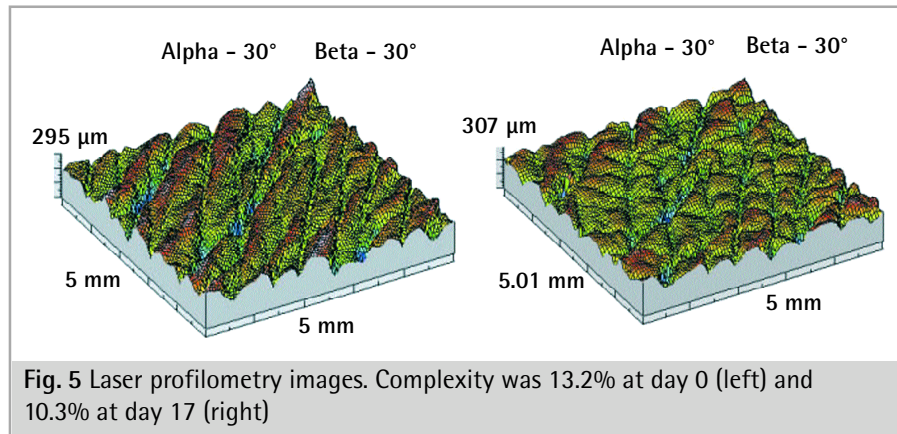 Alpha - 30° Beta - 30°
295 µm
5 mm
5 mm
Alpha - 30° Beta - 30°
307 µm
5.01 mm
5 mm
Fig. 5 Laser profilometry images. Complexity was 13.2% at day 0 (left) and
10.3% at day 17 (right)